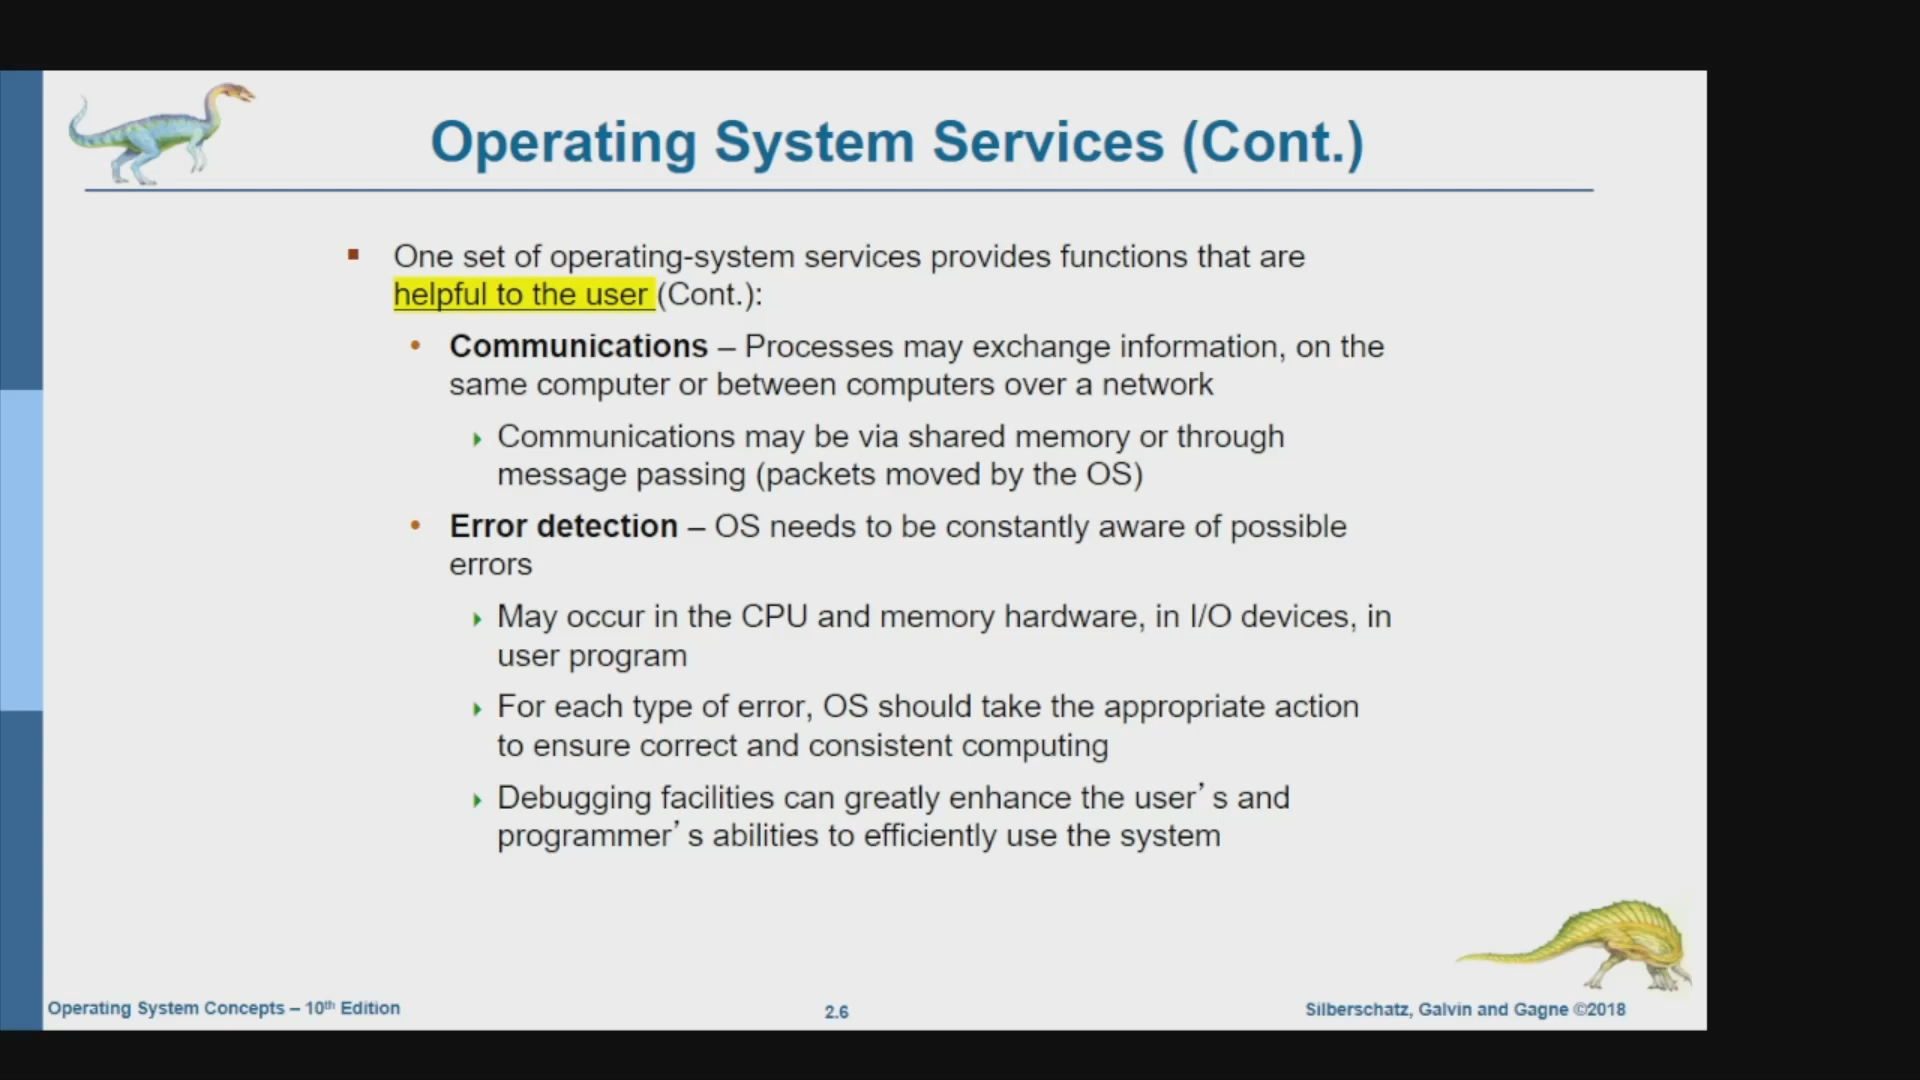 Operating System Services (Cont.)
One set of operating-system services provides functions that are
helpful to the user (Cont.):
Communications – Processes may exchange information, on the
same computer or between computers over a network
Communications may be via shared memory or through
message passing (packets moved by the OS)
Error detection – OS needs to be constantly aware of possible
errors
May occur in the CPU and memory hardware, in I/O devices, in
user program
For each type of error, OS should take the appropriate action
to ensure correct and consistent computing
Debugging facilities can greatly enhance the user’s and
programmer’s abilities to efficiently use the system
Operating System Concepts – 10th Edition
2.6
Silberschatz, Galvin and Gagne ©2018